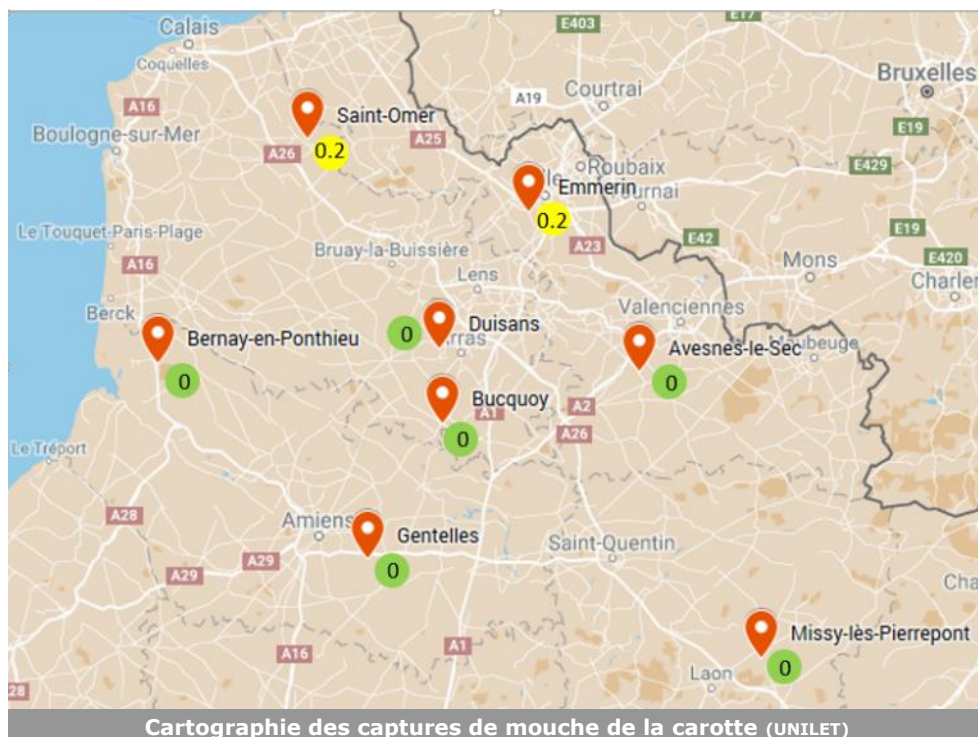 E403
E17
Calais
Coquelles
Bruxelles
A16
A19
Courtrai
Saint-Omer
E19
Boulogne-sur-Mer
A26
0.2
A25
Roubaix
E429
Emmerin
0.2
Le Touquet-Paris-Plage
A23
E42
E19
Bruay-la-Buissière
A16
Mons
E420
Lens
Valenciennes
Berck
Bernay-en-Ponthieu
0
Duisans
Avesnes-le-Sec
0
0
Bucquoy
A1
A2
0
A26
Le Tréport
A28
Amiens
Gentelles
Saint-Quentin
0
A29
A29
Missy-lès-Pierrepont
A1
A16
0
Laon
28
Cartographie des captures de mouche de la carotte (UNILET)